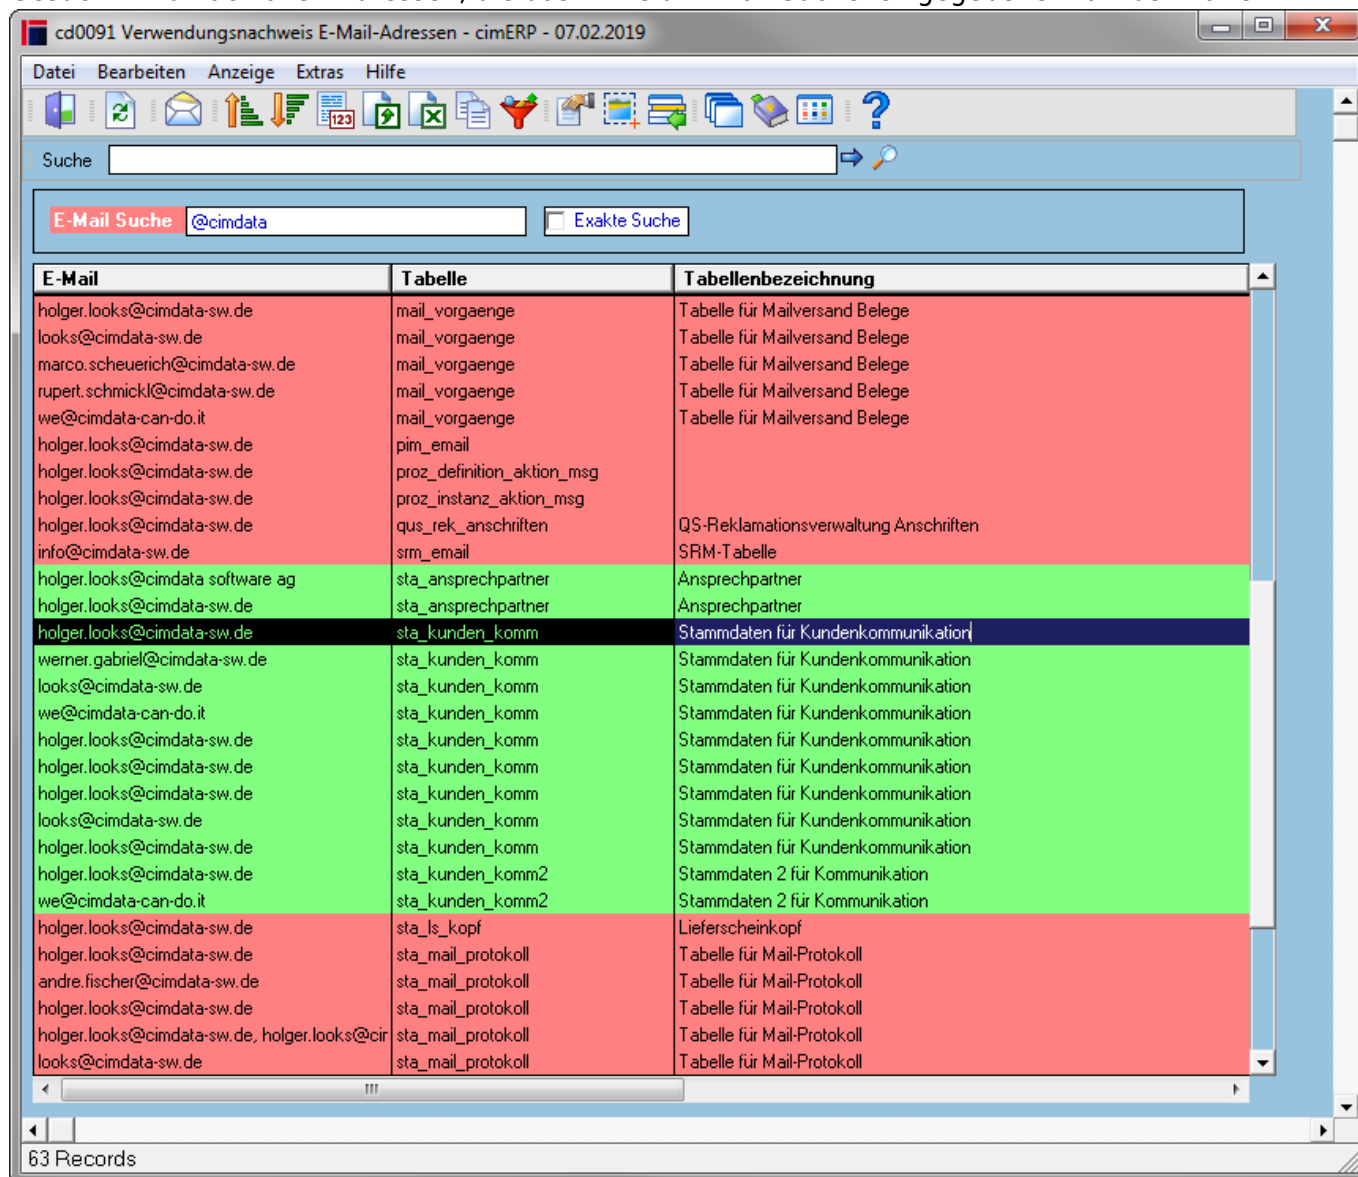 cd0091 Verwendungsnachweis E-Mail-Adressen - cimERP - 07.02.2019
Datei Bearbeiten Anzeige Extras Hilfe
123
Suche
E-Mail Suche @cimdata Exakte Suche
E-Mail Tabelle Tabellenbezeichnung
holger.looks@cimdata-sw.de mail_vorgaenge Tabelle für Mailversand Belege
looks@cimdata-sw.de mail_vorgaenge Tabelle für Mailversand Belege
marco.scheuerich@cimdata-sw.de mail_vorgaenge Tabelle für Mailversand Belege
rupert.schmickl@cimdata-sw.de mail_vorgaenge Tabelle für Mailversand Belege
we@cimdata-can-do.it mail_vorgaenge Tabelle für Mailversand Belege
holger.looks@cimdata-sw.de pim_email
holger.looks@cimdata-sw.de proz_definition_aktion_msg
holger.looks@cimdata-sw.de proz_instanz_aktion_msg
holger.looks@cimdata-sw.de qus_rek_anschriften QS-Reklamationsverwaltung Anschriften
info@cimdata-sw.de srm_email SRM-Tabelle
holger.looks@cimdata software ag sta_ansprechpartner Ansprechpartner
holger.looks@cimdata-sw.de sta_ansprechpartner Ansprechpartner
holger.looks@cimdata-sw.de sta_kunden_komm Stammdaten für Kundenkommunikation
werner.gabriel@cimdata-sw.de sta_kunden_komm Stammdaten für Kundenkommunikation
looks@cimdata-sw.de sta_kunden_komm Stammdaten für Kundenkommunikation
we@cimdata-can-do.it sta_kunden_komm Stammdaten für Kundenkommunikation
holger.looks@cimdata-sw.de sta_kunden_komm Stammdaten für Kundenkommunikation
holger.looks@cimdata-sw.de sta_kunden_komm Stammdaten für Kundenkommunikation
holger.looks@cimdata-sw.de sta_kunden_komm Stammdaten für Kundenkommunikation
looks@cimdata-sw.de sta_kunden_komm Stammdaten für Kundenkommunikation
holger.looks@cimdata-sw.de sta_kunden_komm Stammdaten für Kundenkommunikation
holger.looks@cimdata-sw.de sta_kunden_komm2 Stammdaten 2 für Kommunikation
we@cimdata-can-do.it sta_kunden_komm2 Stammdaten 2 für Kommunikation
holger.looks@cimdata-sw.de sta_ls_kopf Lieferscheinkopf
holger.looks@cimdata-sw.de sta_mail_protokoll Tabelle für Mail-Protokoll
andre.fischer@cimdata-sw.de sta_mail_protokoll Tabelle für Mail-Protokoll
holger.looks@cimdata-sw.de sta_mail_protokoll Tabelle für Mail-Protokoll
holger.looks@cimdata-sw.de, holger.looks@cir sta_mail_protokoll Tabelle für Mail-Protokoll
looks@cimdata-sw.de sta_mail_protokoll Tabelle für Mail-Protokoll
63 Records